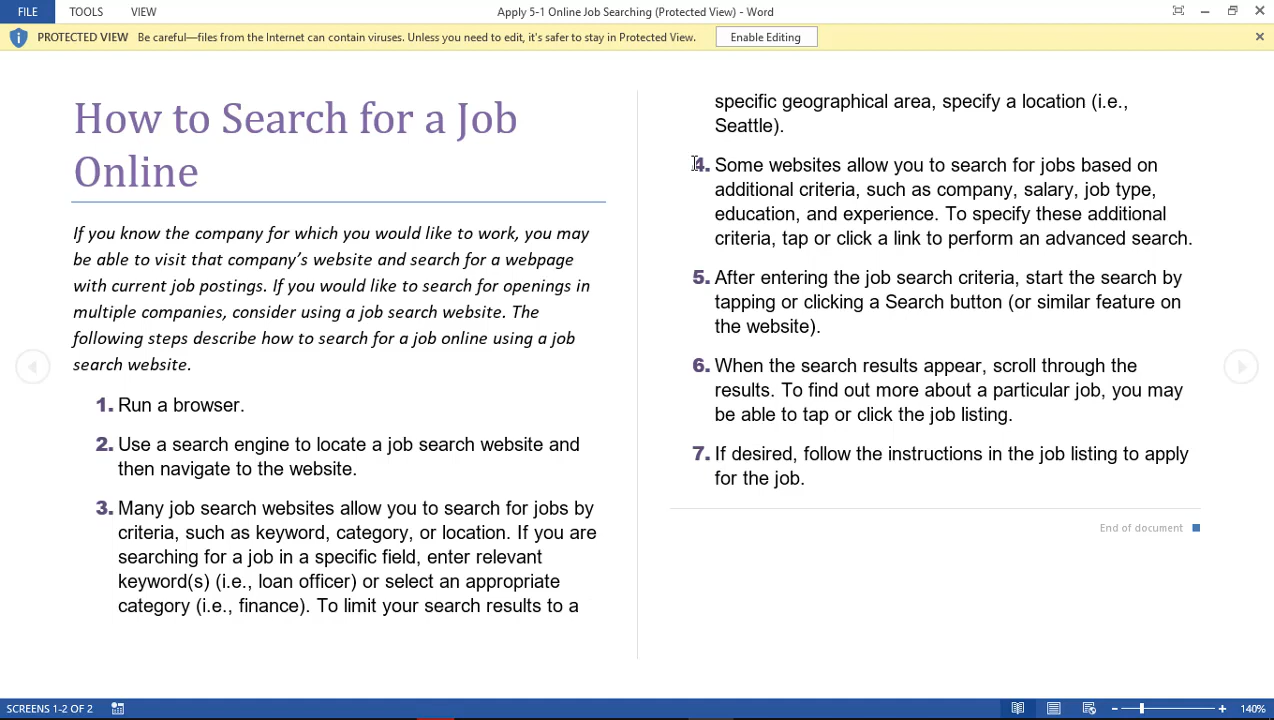 FILE TOOLS VIEW Apply 5-1 Online Job Searching (Protected View) - Word
PROTECTED VIEW Be careful—files from the Internet can contain viruses. Unless you need to edit, it's safer to stay in Protected View. Enable Editing
How to Search for a Job
Online
If you know the company for which you would like to work, you may
be able to visit that company's website and search for a webpage
with current job postings. If you would like to search for openings in
multiple companies, consider using a job search website. The
following steps describe how to search for a job online using a job
search website.
1. Run a browser.
2. Use a search engine to locate a job search website and
then navigate to the website.
3. Many job search websites allow you to search for jobs by
criteria, such as keyword, category, or location. If you are
searching for a job in a specific field, enter relevant
keyword(s) (i.e., loan officer) or select an appropriate
category (i.e., finance). To limit your search results to a
specific geographical area, specify a location (i.e.,
Seattle).
4. Some websites allow you to search for jobs based on
additional criteria, such as company, salary, job type,
education, and experience. To specify these additional
criteria, tap or click a link to perform an advanced search.
5. After entering the job search criteria, start the search by
tapping or clicking a Search button (or similar feature on
the website).
6. When the search results appear, scroll through the
results. To find out more about a particular job, you may
be able to tap or click the job listing.
7. If desired, follow the instructions in the job listing to apply
for the job.
End of document
SCREENS 1-2 OF 2 140%